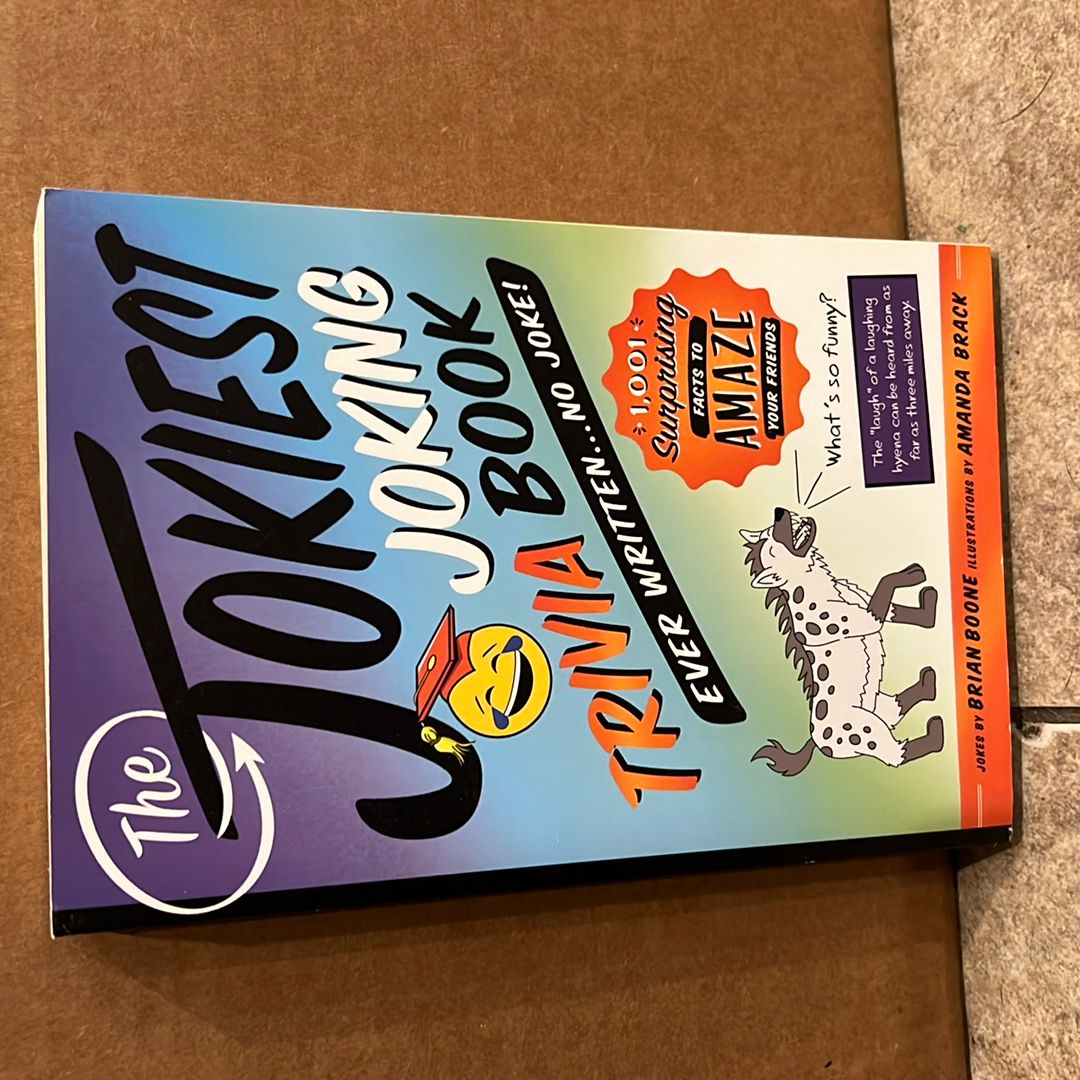 The
JOKIEST
JOKING
TRIVIA BOOK
EVER WRITTEN...NO JOKE!
1,001
Surprising
FACTS TO
AMAZE
YOUR FRIENDS
What's so funny?
The "laugh" of a laughing
hyena can be heard from as
far as three miles away.
JOKES BY BRIAN BOONE ILLUSTRATIONS BY AMANDA BRACK